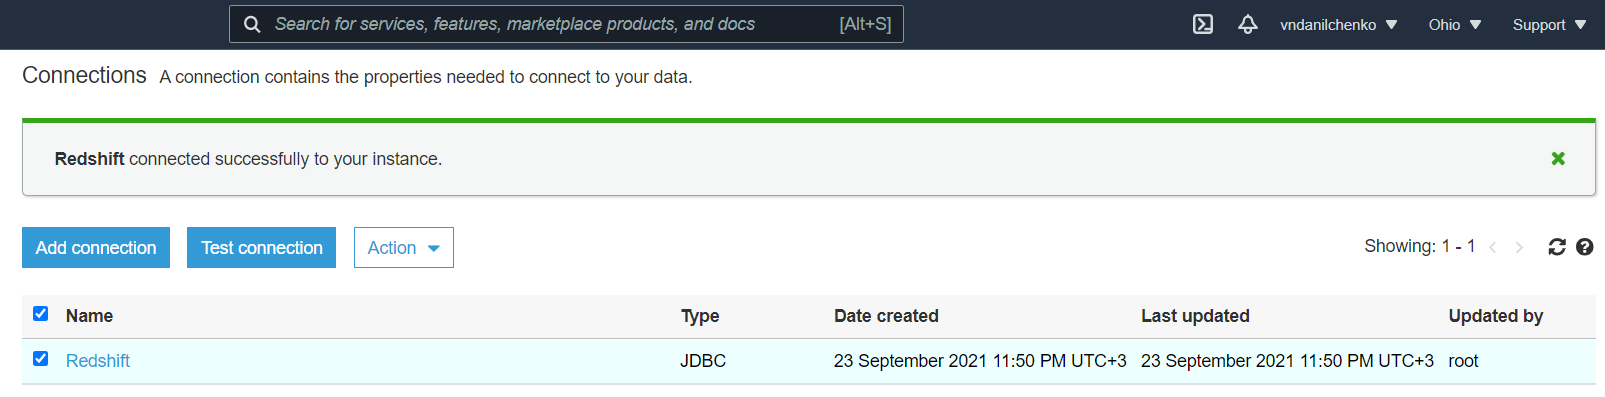 Search for services, features, marketplace products, and docs [Alt+S] vndanilchenko Ohio Support
Connections A connection contains the properties needed to connect to your data.
Redshift connected successfully to your instance.
Add connection Test connection Action Showing: 1 - 1
Name Type Date created Last updated Updated by
Redshift JDBC 23 September 2021 11:50 PM UTC+3 23 September 2021 11:50 PM UTC+3 root